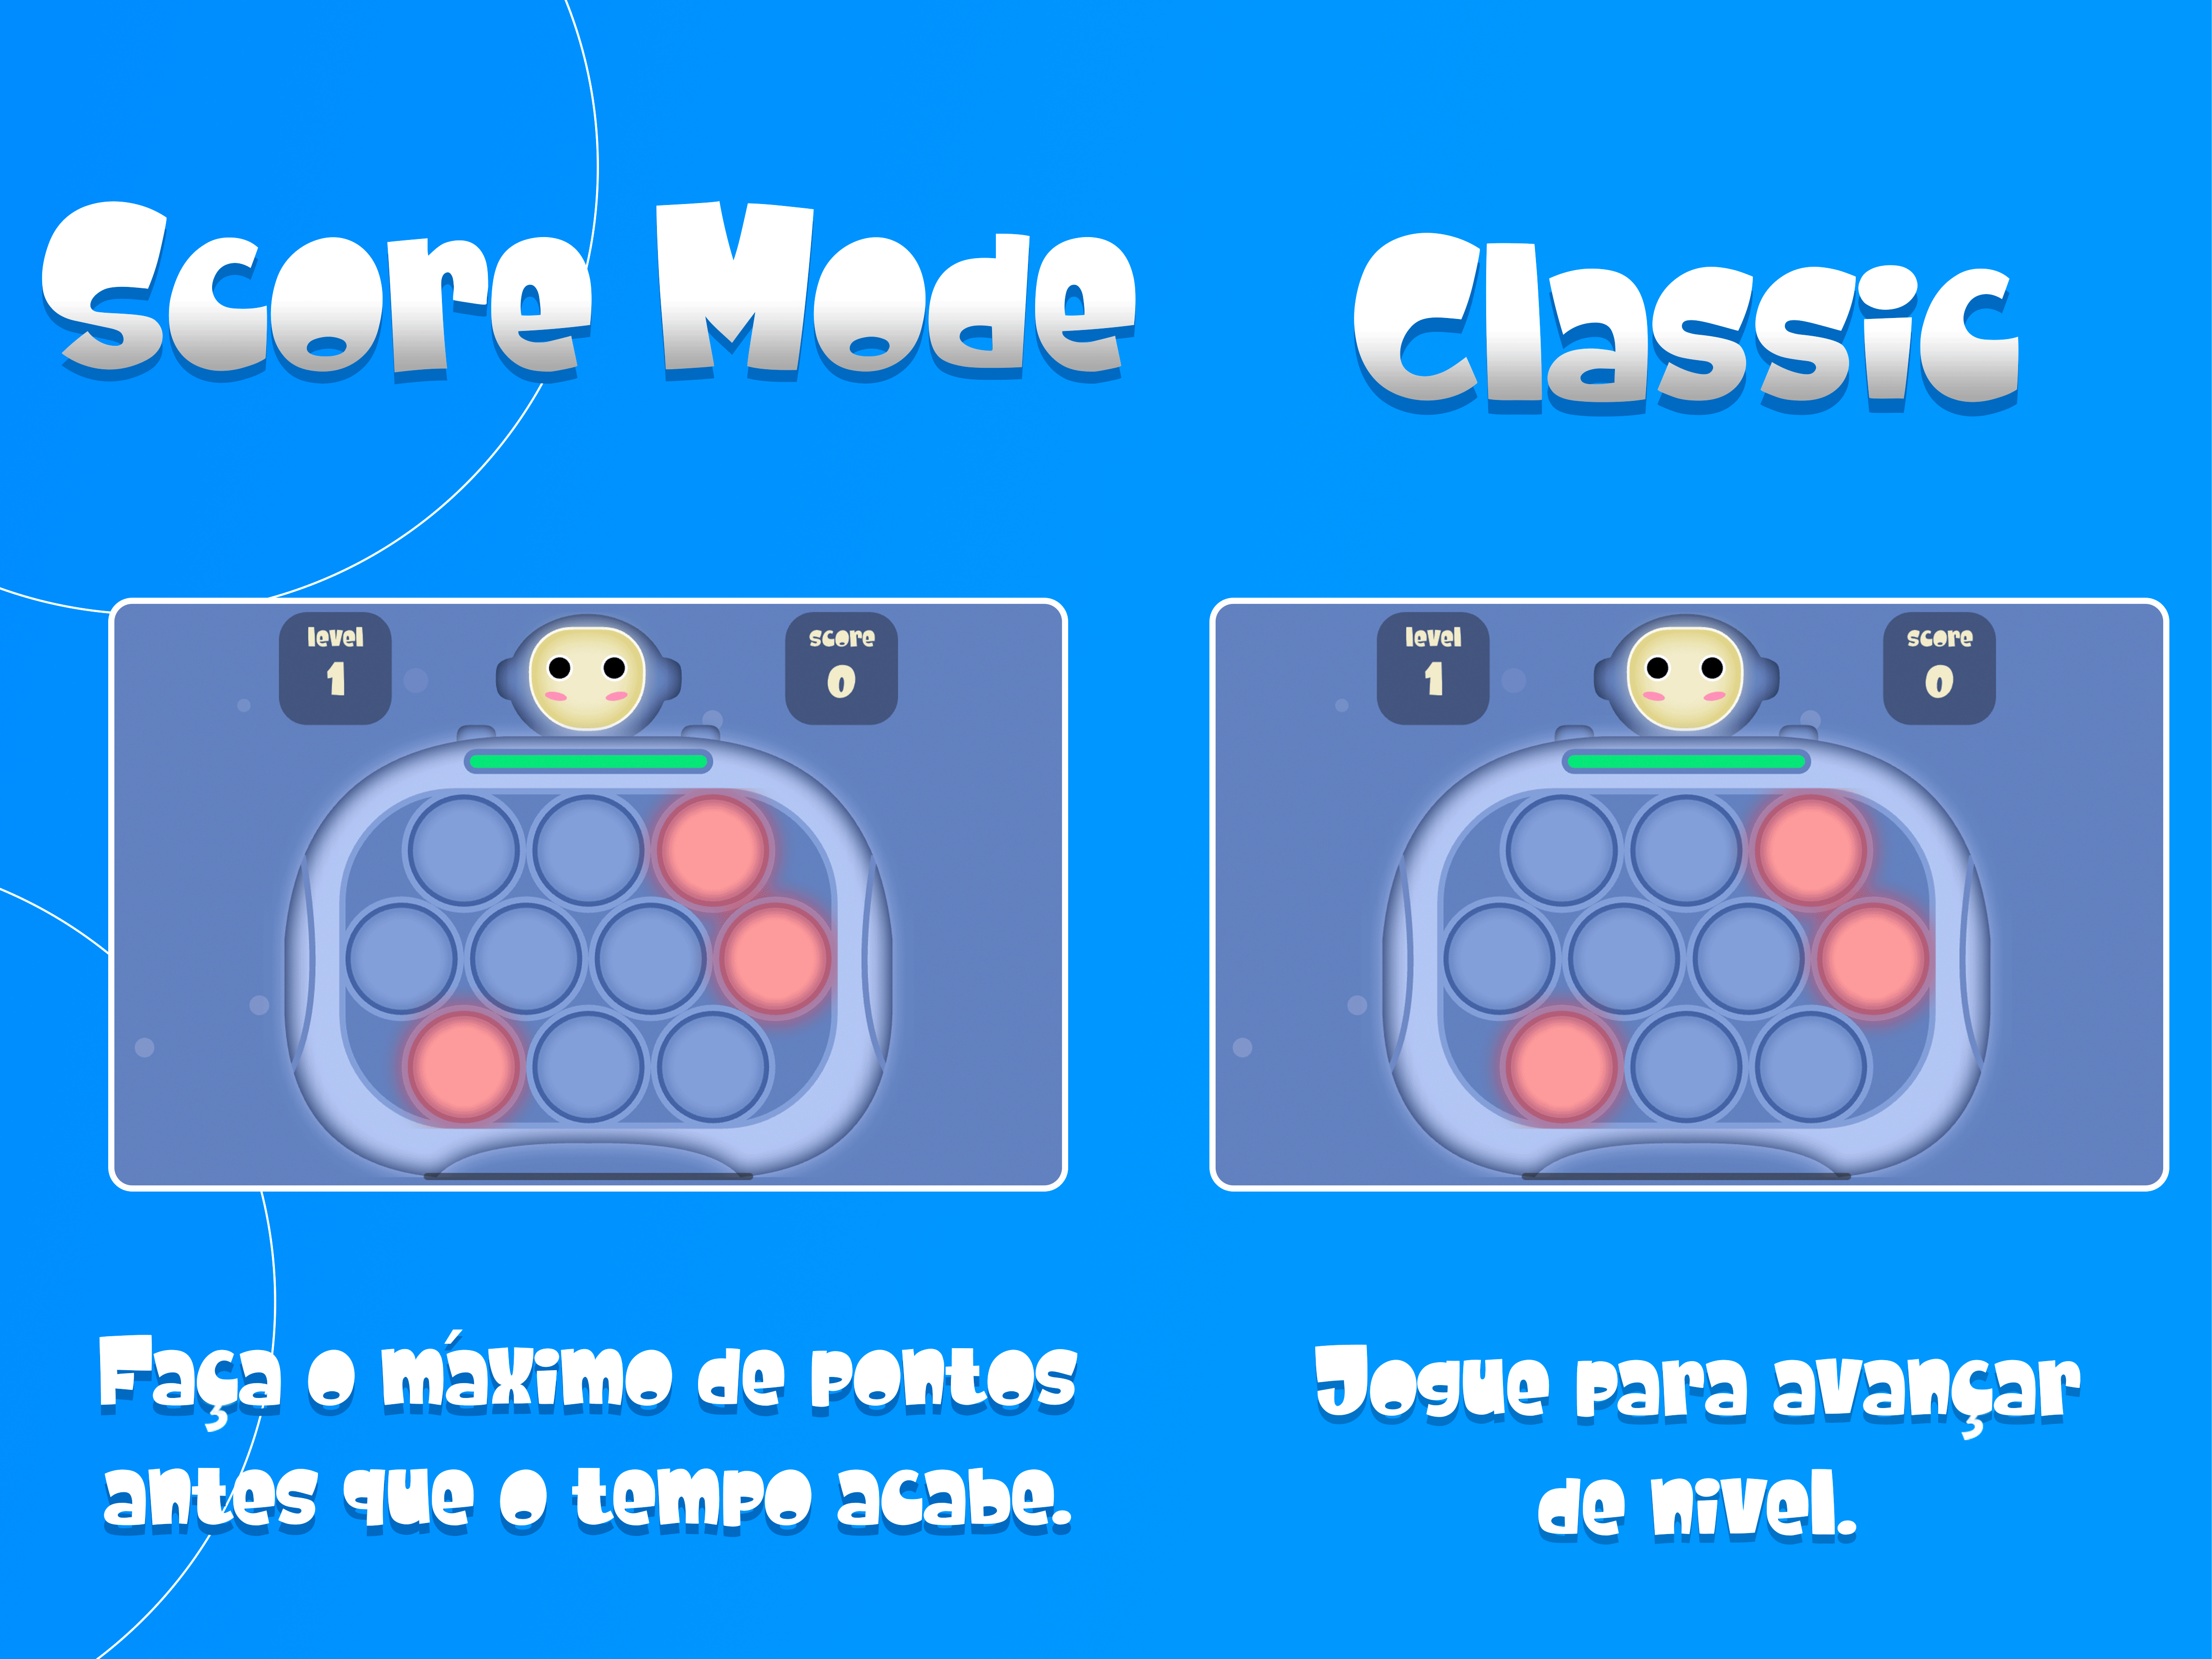 Score Mode
Classic
level
1
score
0
level
1
score
0
Faça o máximo de pontos
antes que o tempo acabe.
Jogue para avançar
de nivel.